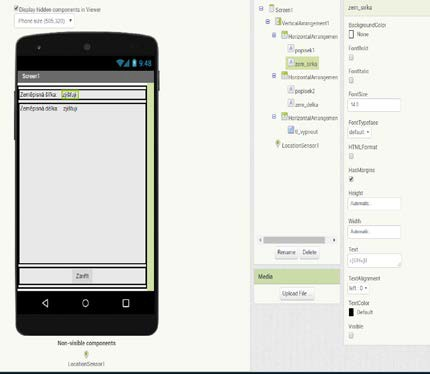 Display hidden components in Viewer
Phone size (505,320)
9:48
Screen1
Zeměpisná šířka: zjišťuji
Zeměpisná délka: zjišťuji
Zavřít
Non-visible components
LocationSensor1
Screen1
VerticalArrangement1
HorizontalArrangemen
popisek1
zem_sirka
HorizontalArrangemen
popisek2
zem_delka
HorizontalArrangemen
tl_vypnout
LocationSensor1
Rename Delete
Media
Upload File ...
zem_sirka
BackgroundColor
None
FontBold
FontItalic
FontSize
14.0
FontTypeface
default
HTMLFormat
HasMargins
Height
Automatic...
Width
Automatic...
Text
zjišťuji
TextAlignment
left : 0
TextColor
Default
Visible